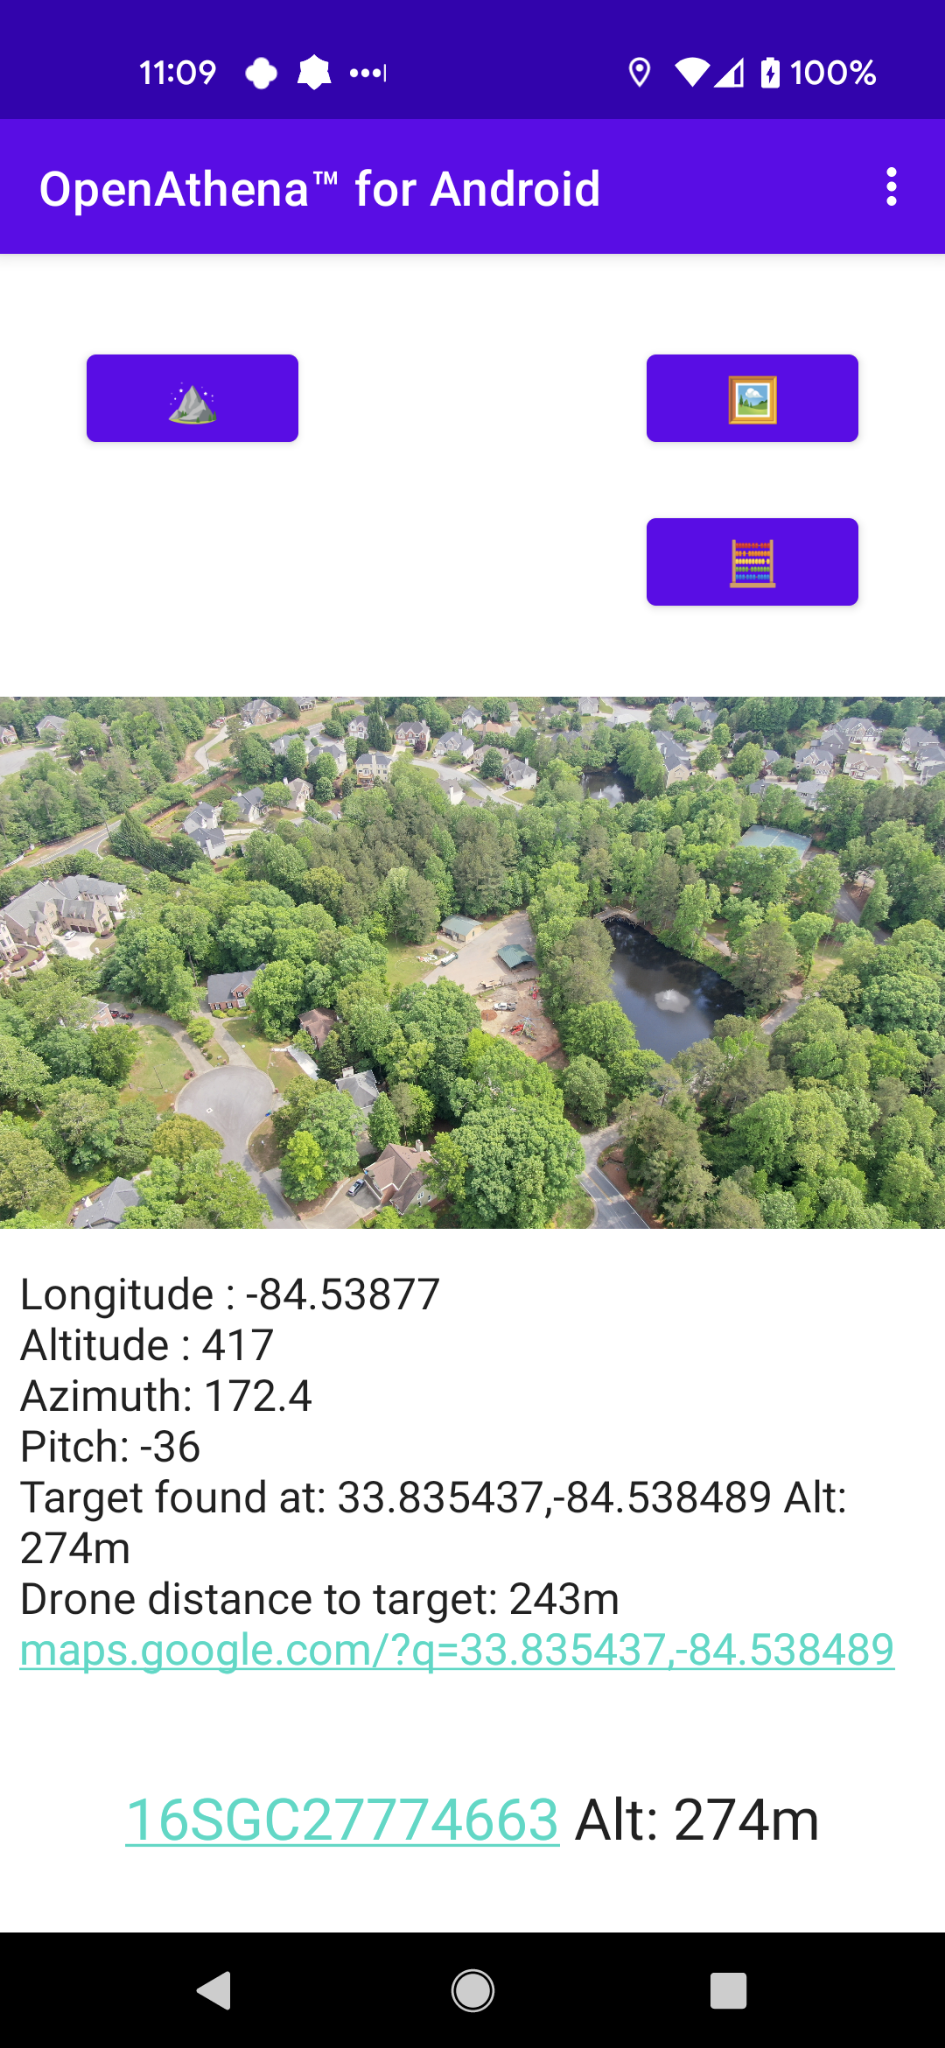 11:09
100%
OpenAthena™ for Android
Longitude : -84.53877
Altitude : 417
Azimuth: 172.4
Pitch: -36
Target found at: 33.835437,-84.538489 Alt:
274m
Drone distance to target: 243m
maps.google.com/?q=33.835437,-84.538489
16SGC27774663 Alt: 274m